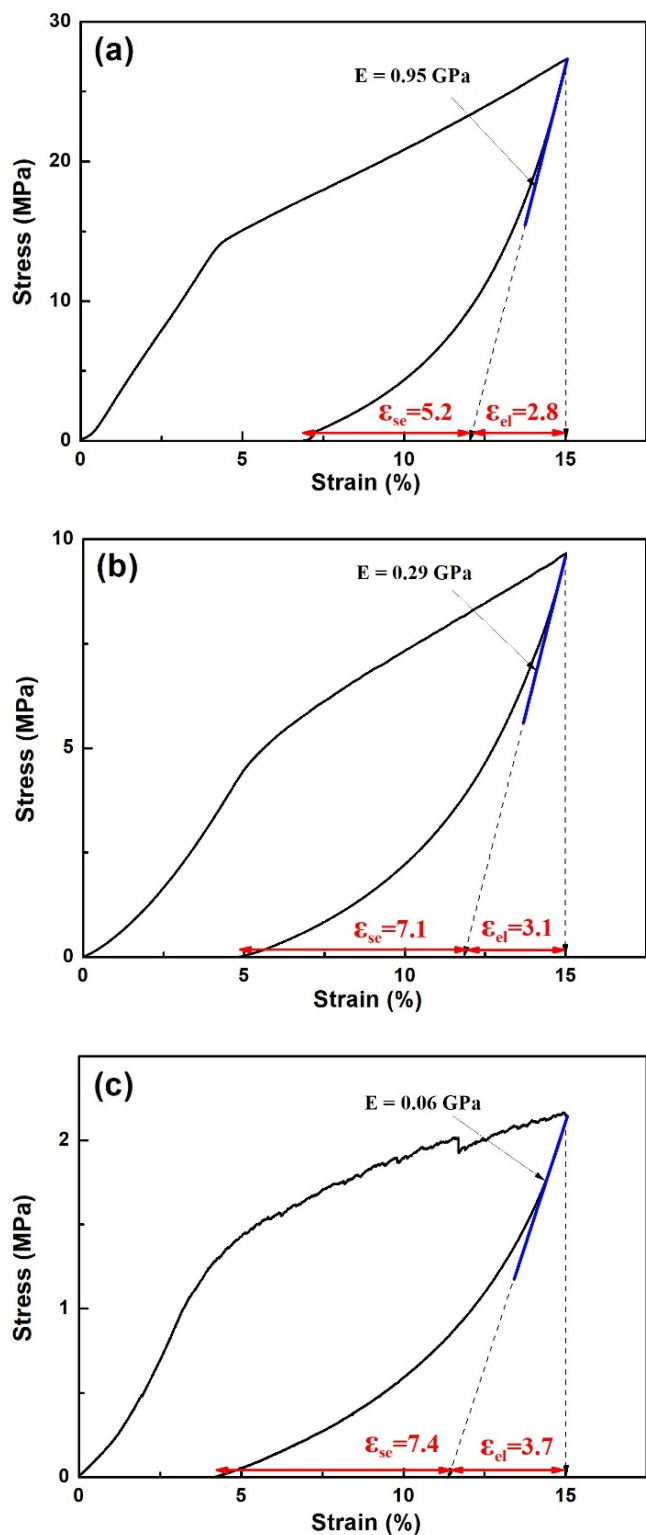 (a)
30
E = 0.95 GPa
20
Stress (MPa)
10
εse=5.2
εel=2.8
0
0
5
10
15
Strain (%)
(b)
10
E = 0.29 GPa
Stress (MPa)
5
εse=7.1
εel=3.1
0
0
5
10
15
Strain (%)
(c)
E = 0.06 GPa
2
Stress (MPa)
1
εse=7.4
εel=3.7
0
0
5
10
15
Strain (%)